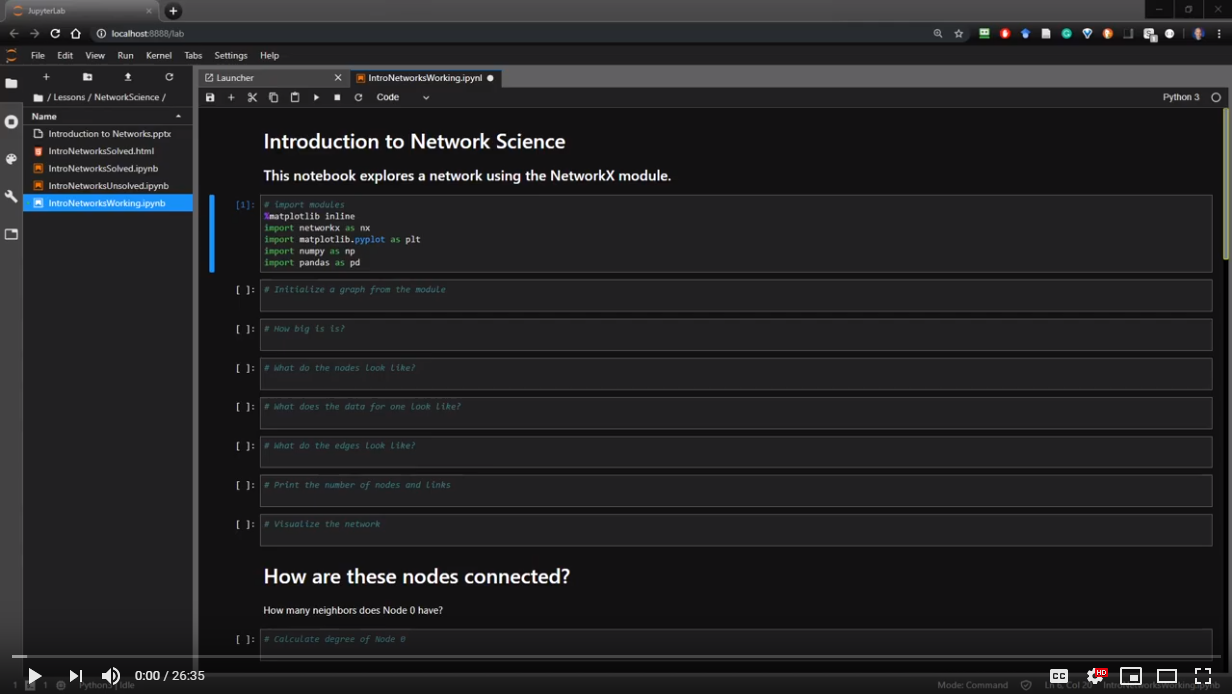 JupyterLab
localhost:8888/lab
File Edit View Run Kernel Tabs Settings Help
Launcher
IntroNetworksWorking.ipynl
/ Lessons / NetworkScience /
Code
Python 3
Name
Introduction to Networks.pptx
IntroNetworksSolved.html
IntroNetworksSolved.ipynb
IntroNetworksUnsolved.ipynb
IntroNetworksWorking.ipynb
Introduction to Network Science
This notebook explores a network using the NetworkX module.
[1]: # import modules
%matplotlib inline
import networkx as nx
import matplotlib.pyplot as plt
import numpy as np
import pandas as pd
[ ]: # Initialize a graph from the module
[ ]: # How big is is?
[ ]: # What do the nodes look like?
[ ]: # What does the data for one look like?
[ ]: # What do the edges look like?
[ ]: # Print the number of nodes and links
[ ]: # Visualize the network
How are these nodes connected?
How many neighbors does Node 0 have?
[ ]: # Calculate degree of Node 0
0:00 / 26:35
CC
HD
Python 3 | Idle
Mode: Command
IntroNetworksWorking.ipynb